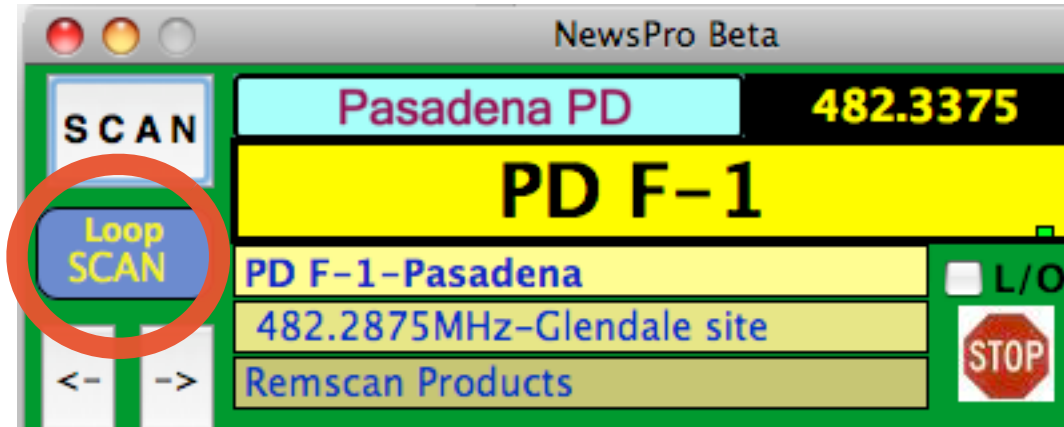 NewsPro Beta
SCAN
Pasadena PD
482.3375
PD F-1
Loop
SCAN
PD F-1-Pasadena
L/O
482.2875MHz-Glendale site
STOP
<- ->
Remscan Products